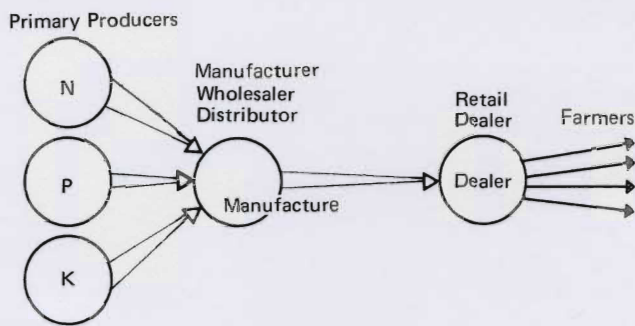 Primary Producers
N
Manufacturer
Wholesaler
Distributor
Retail
Dealer
Farmers
P
Manufacture
Dealer
K